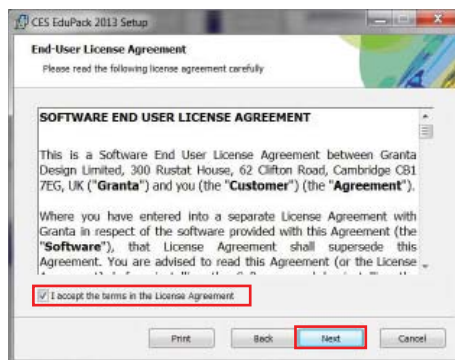 CES EduPack 2013 Setup
End-User License Agreement
Please read the following license agreement carefully
SOFTWARE END USER LICENSE AGREEMENT
This is a Software End User License Agreement between Granta
Design Limited, 300 Rustat House, 62 Clifton Road, Cambridge CB1
7EG, UK ("Granta") and you (the "Customer") (the "Agreement").
Where you have entered into a separate License Agreement with
Granta in respect of the software provided with this Agreement (the
"Software"), that License Agreement shall supersede this
Agreement. You are advised to read this Agreement (or the License
I accept the terms in the License Agreement
Print
Back
Next
Cancel